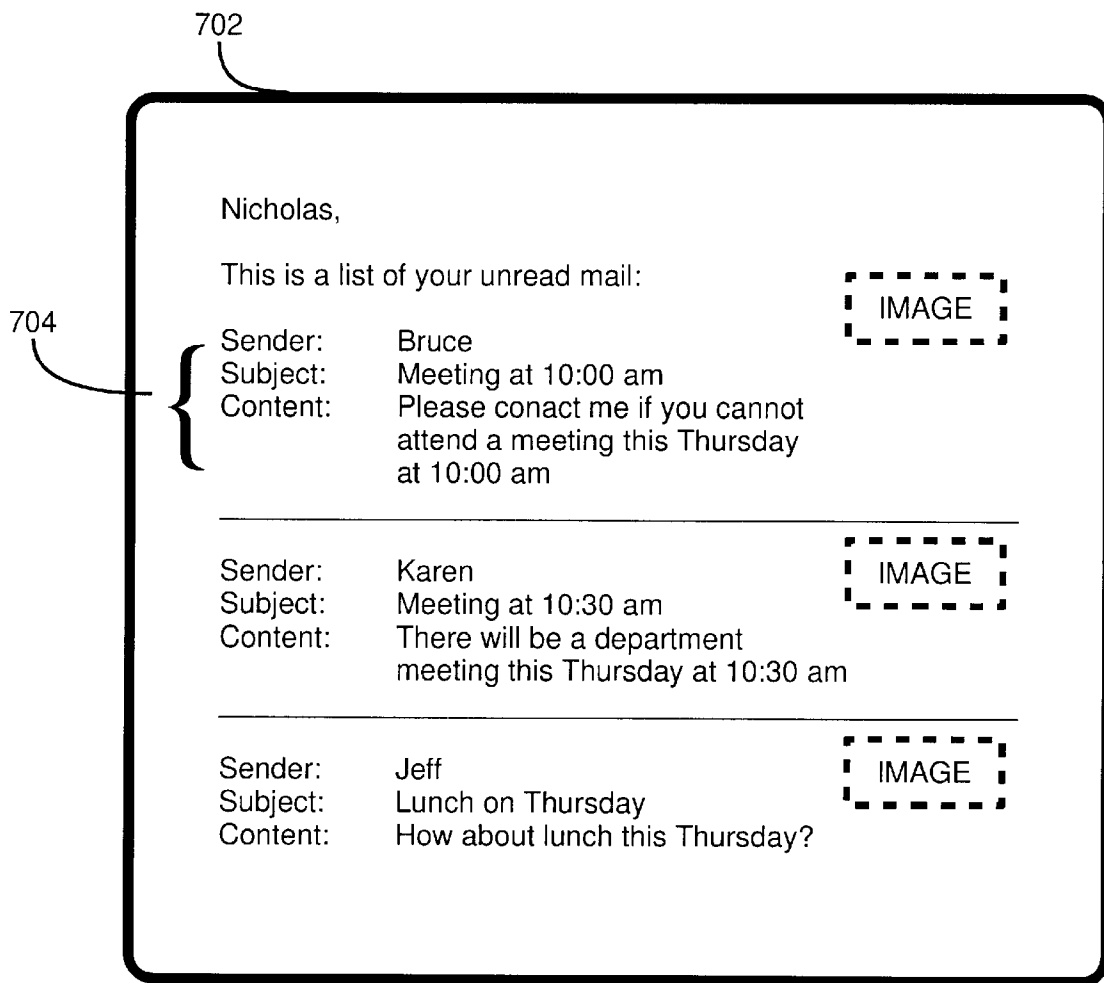 702
Nicholas,
This is a list of your unread mail:
IMAGE
704
Sender: Bruce
Subject: Meeting at 10:00 am
Content: Please conact me if you cannot
attend a meeting this Thursday
at 10:00 am
IMAGE
Sender: Karen
Subject: Meeting at 10:30 am
Content: There will be a department
meeting this Thursday at 10:30 am
IMAGE
Sender: Jeff
Subject: Lunch on Thursday
Content: How about lunch this Thursday?